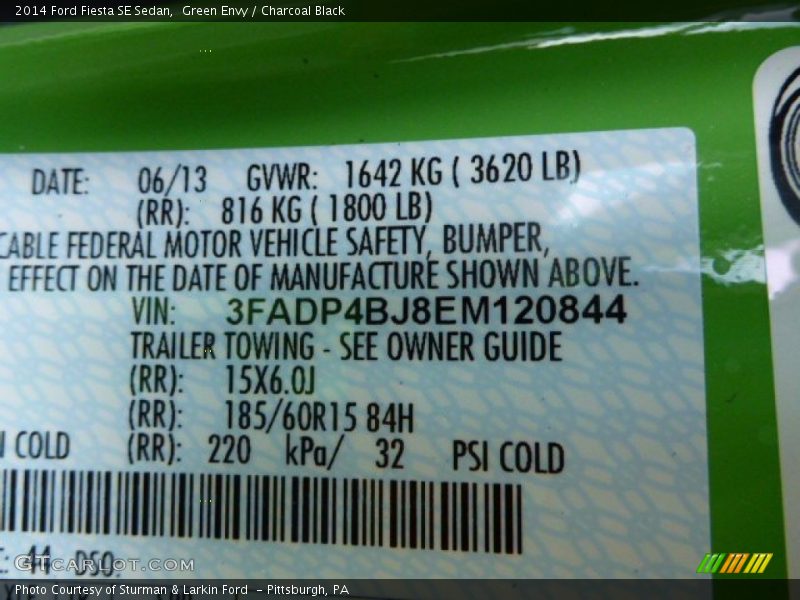 2014 Ford Fiesta SE Sedan, Green Envy / Charcoal Black
DATE: 06/13 GVWR: 1642 KG ( 3620 LB)
(RR): 816 KG ( 1800 LB)
CABLE FEDERAL MOTOR VEHICLE SAFETY, BUMPER,
EFFECT ON THE DATE OF MANUFACTURE SHOWN ABOVE.
VIN: 3FADP4BJ8EM120844
TRAILER TOWING - SEE OWNER GUIDE
(RR): 15X6.0J
(RR): 185/60R15 84H
COLD (RR): 220 kPa/ 32 PSI COLD
44 DSO:
GTCARLOT.COM
Photo Courtesy of Sturman & Larkin Ford - Pittsburgh, PA